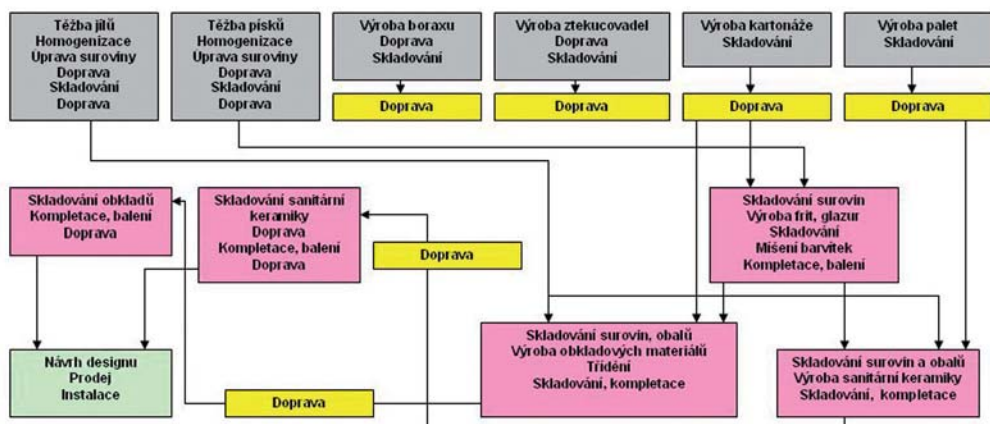 Těžba jílů
Homogenizace
Úprava suroviny
Doprava
Skladování
Doprava
Těžba písků
Homogenizace
Úprava suroviny
Doprava
Skladování
Doprava
Výroba boraxu
Doprava
Skladování
Výroba ztekucovadel
Doprava
Skladování
Výroba kartonáže
Skladování
Výroba palet
Skladování
Doprava
Doprava
Doprava
Doprava
Skladování obkladů
Kompletace, balení
Doprava
Skladování sanitární
keramiky
Doprava
Kompletace, balení
Doprava
Doprava
Skladování surovin
Výroba frit, glazur
Skladování
Míšení barvítek
Kompletace, balení
Návrh designu
Prodej
Instalace
Doprava
Skladování surovin, obalů
Výroba obkladových materiálů
Třídění
Skladování, kompletace
Skladování surovin a obalů
Výroba sanitární keramiky
Skladování, kompletace